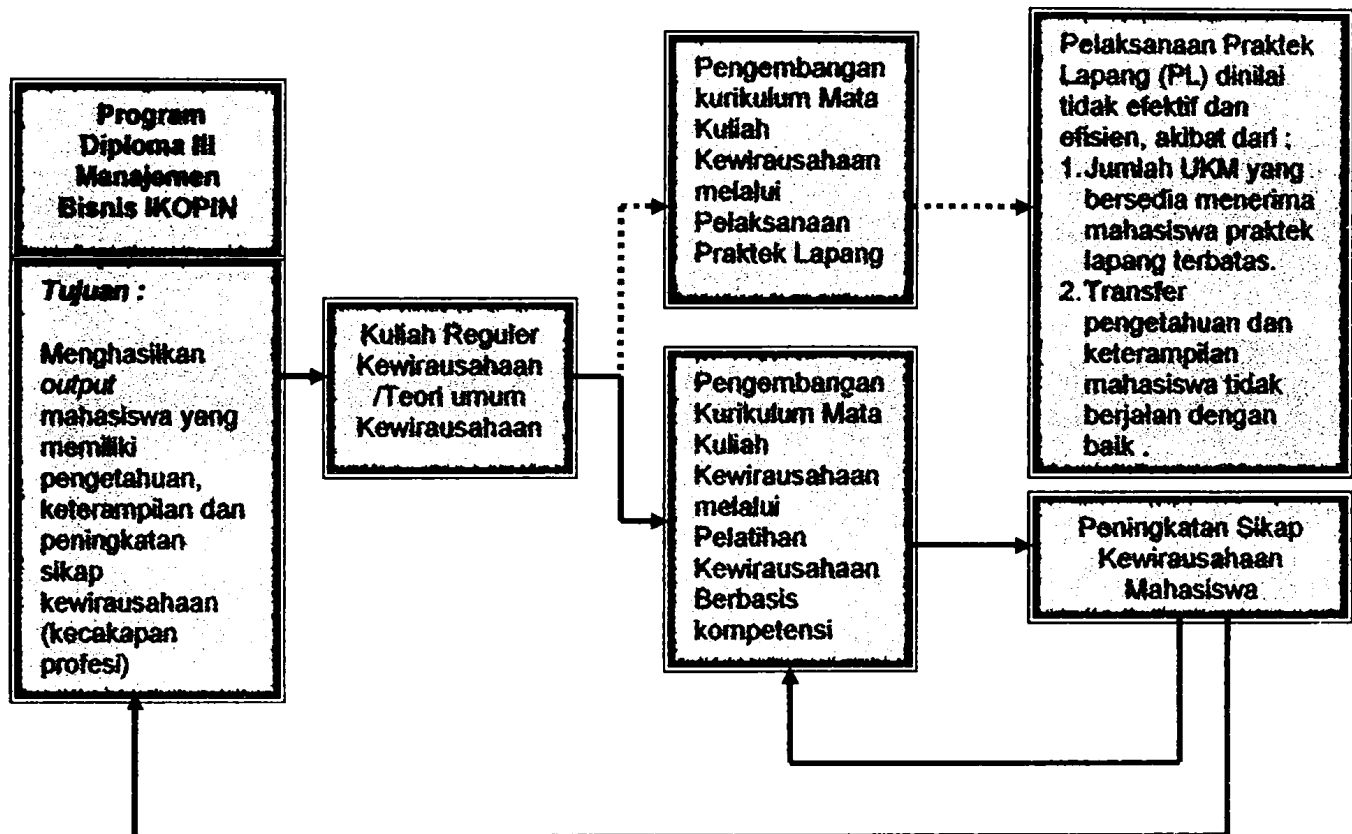 Program
Diploma III
Manajemen
Bisnis IKOPIN
Tujuan :
Menghasilkan
output
mahasiswa yang
memiliki
pengetahuan,
keterampilan dan
peningkatan
sikap
kewirausahaan
(kecakapan
profesi)
Kuliah Reguler
Kewirausahaan
/Teori umum
Kewirausahaan
Pengembangan
kurikulum Mata
Kuliah
Kewirausahaan
melalui
Pelaksanaan
Praktek Lapang
Pengembangan
Kurikulum Mata
Kuliah
Kewirausahaan
melalui
Pelatihan
Kewirausahaan
Berbasis
kompetensi
Pelaksanaan Praktek
Lapang (PL) dinilai
tidak efektif dan
efisien, akibat dari :
1. Jumlah UKM yang
bersedia menerima
mahasiswa praktek
lapang terbatas.
2. Transfer
pengetahuan dan
keterampilan
mahasiswa tidak
berjalan dengan
baik .
Peningkatan Sikap
Kewirausahaan
Mahasiswa